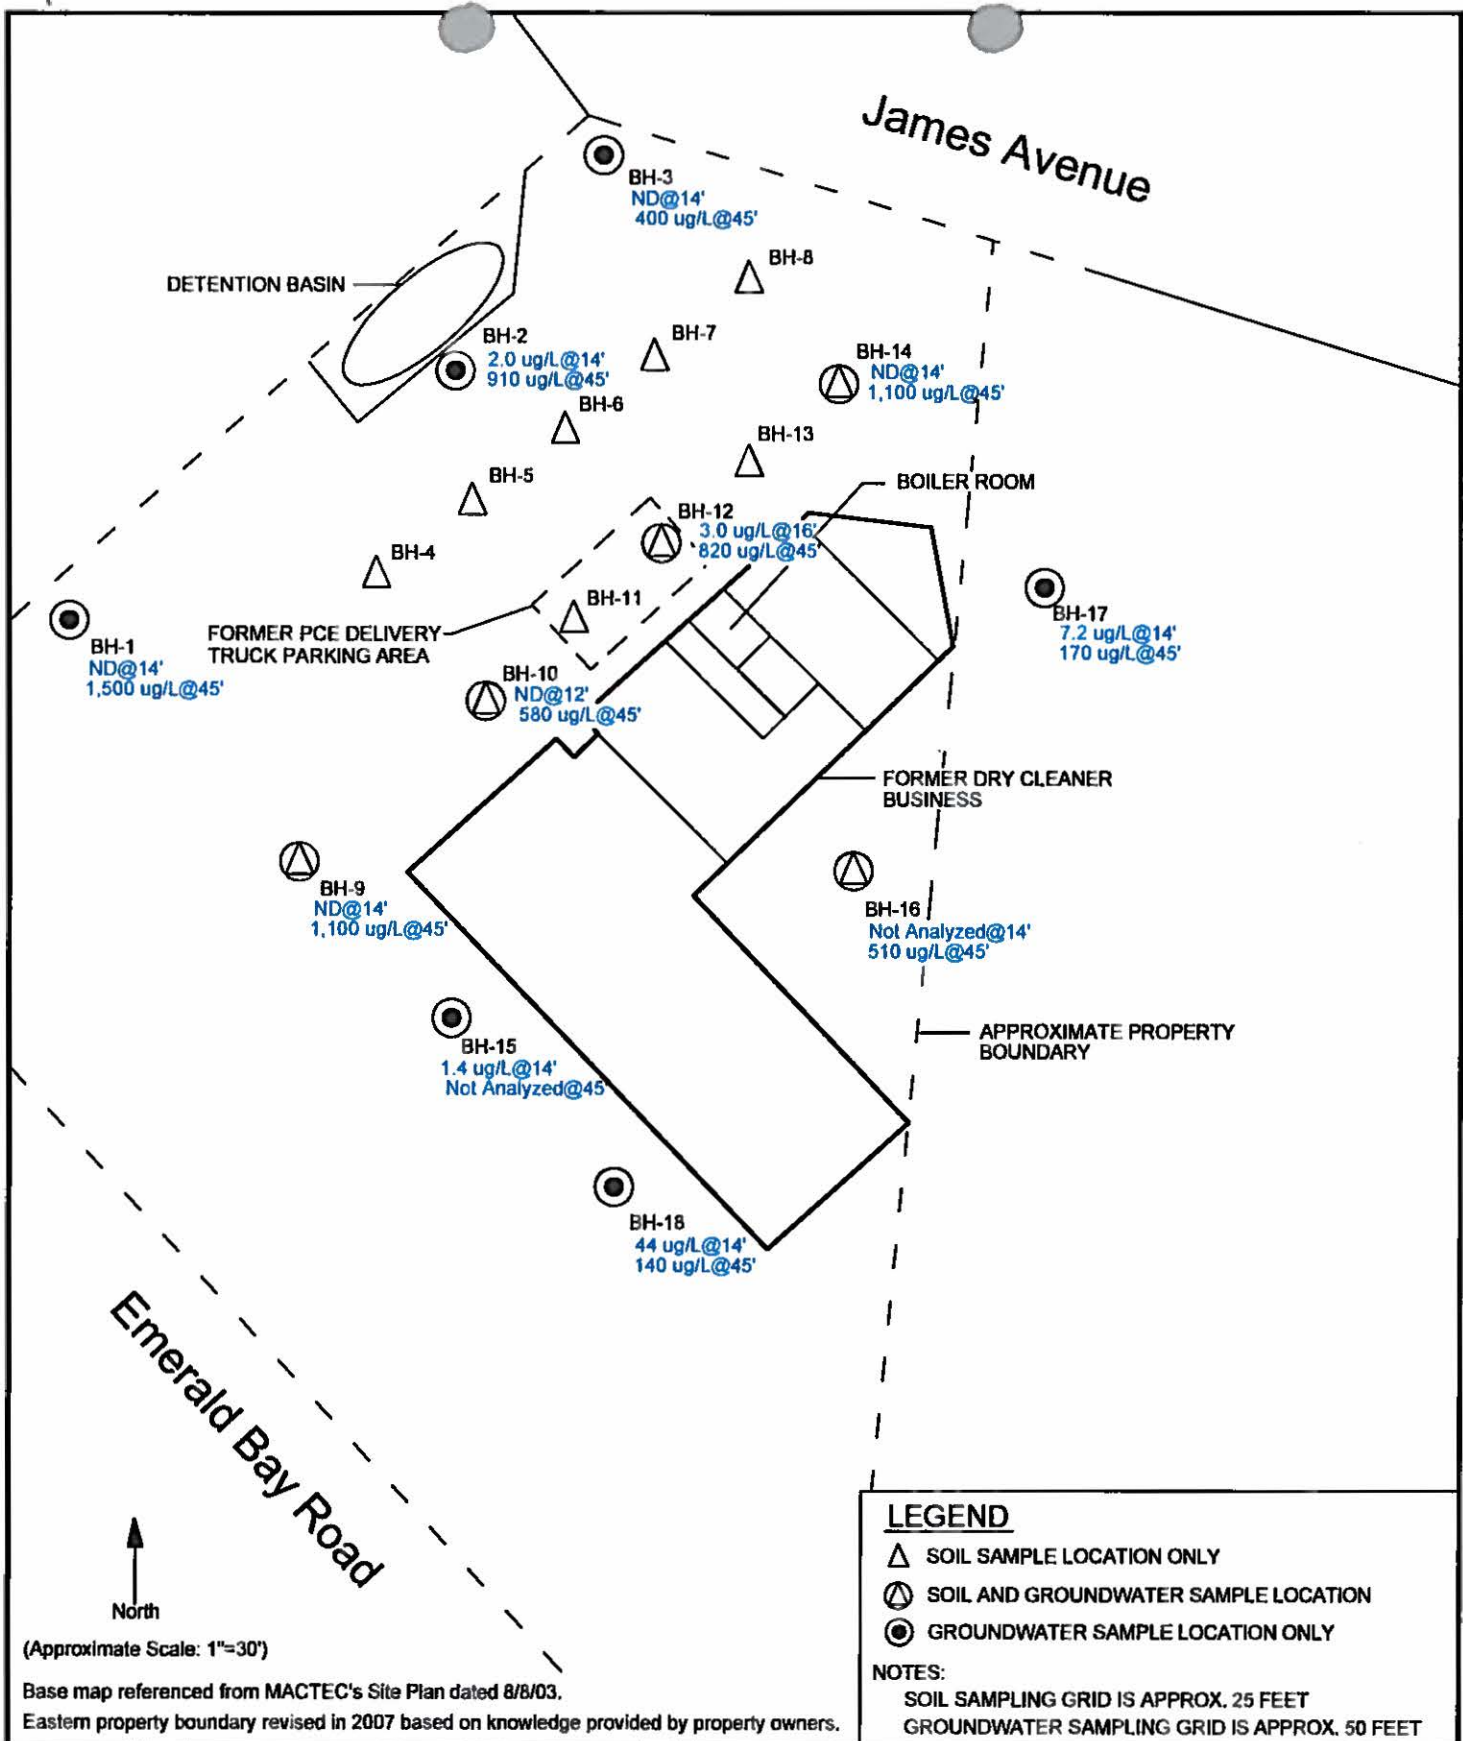 James Avenue
BH-3
ND@14'
400 ug/L@45'
BH-8
DETENTION BASIN
BH-2
2.0 ug/L@14'
910 ug/L@45'
BH-7
BH-14
ND@14'
1,100 ug/L@45'
BH-6
BH-13
BH-5
BOILER ROOM
BH-12
3.0 ug/L@16'
820 ug/L@45'
BH-4
BH-11
BH-17
7.2 ug/L@14'
170 ug/L@45'
FORMER PCE DELIVERY
TRUCK PARKING AREA
BH-1
ND@14'
1,500 ug/L@45'
BH-10
ND@12'
580 ug/L@45'
FORMER DRY CLEANER
BUSINESS
BH-9
ND@14'
1,100 ug/L@45'
BH-16
Not Analyzed@14'
510 ug/L@45'
BH-15
1.4 ug/L@14'
Not Analyzed@45'
APPROXIMATE PROPERTY
BOUNDARY
BH-18
44 ug/L@14'
140 ug/L@45'
Emerald Bay Road
North
(Approximate Scale: 1"=30')
Base map referenced from MACTEC's Site Plan dated 8/8/03.
Eastern property boundary revised in 2007 based on knowledge provided by property owners.
LEGEND
SOIL SAMPLE LOCATION ONLY
SOIL AND GROUNDWATER SAMPLE LOCATION
GROUNDWATER SAMPLE LOCATION ONLY
NOTES:
SOIL SAMPLING GRID IS APPROX. 25 FEET
GROUNDWATER SAMPLING GRID IS APPROX. 50 FEET